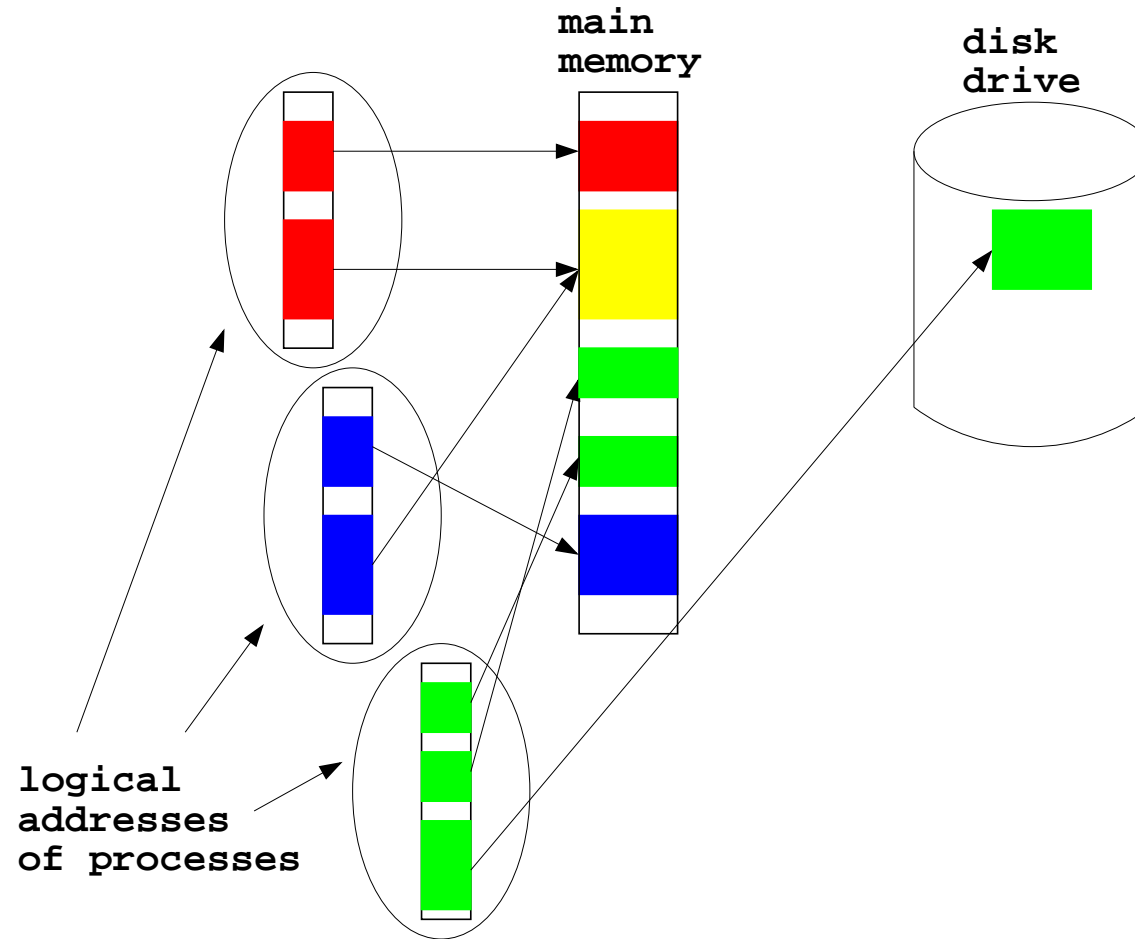 main
memory
disk
drive
logical
addresses
of processes